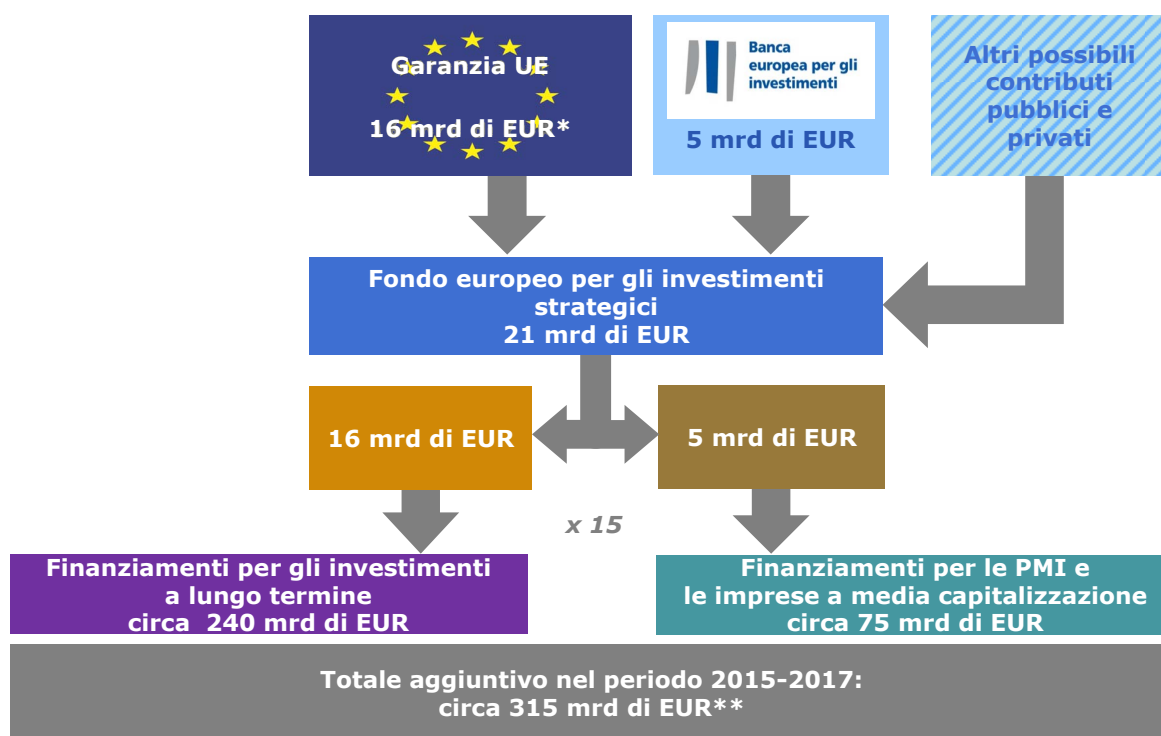 Garanzia UE
16 mrd di EUR*
Banca
europea per gli
investimenti
5 mrd di EUR
Altri possibili
contributi
pubblici e
privati
Fondo europeo per gli investimenti
strategici
21 mrd di EUR
16 mrd di EUR
5 mrd di EUR
x 15
Finanziamenti per gli investimenti
a lungo termine
circa 240 mrd di EUR
Finanziamenti per le PMI e
le imprese a media capitalizzazione
circa 75 mrd di EUR
Totale aggiuntivo nel periodo 2015-2017:
circa 315 mrd di EUR**